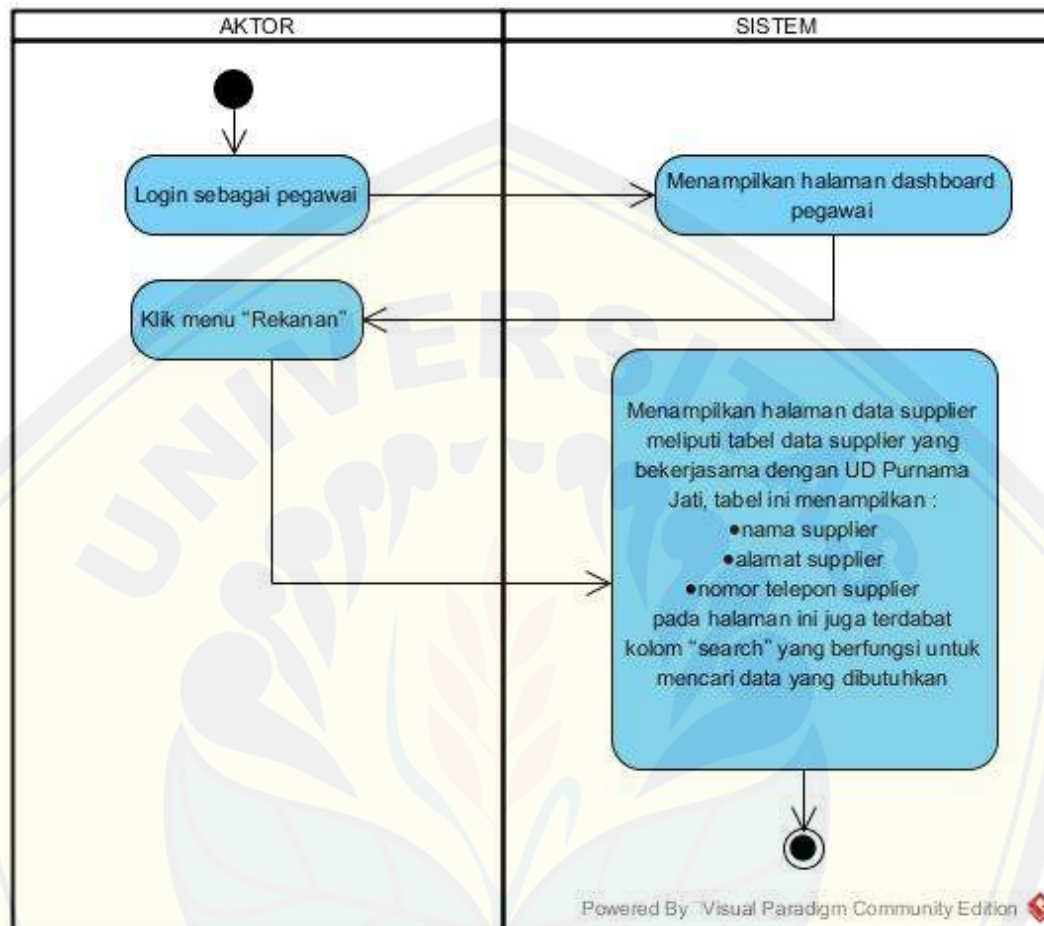 AKTOR
SISTEM
Login sebagai pegawai
Menampilkan halaman dashboard
pegawai
Klik menu “Rekanan”
Menampilkan halaman data supplier
meliputi tabel data supplier yang
bekerjasama dengan UD Purnama
Jati, tabel ini menampilkan :
●nama supplier
●alamat supplier
●nomor telepon supplier
pada halaman ini juga terdabat
kolom “search” yang berfungsi untuk
mencari data yang dibutuhkan
UNIVERSITAS
Powered By Visual Paradigm Community Edition